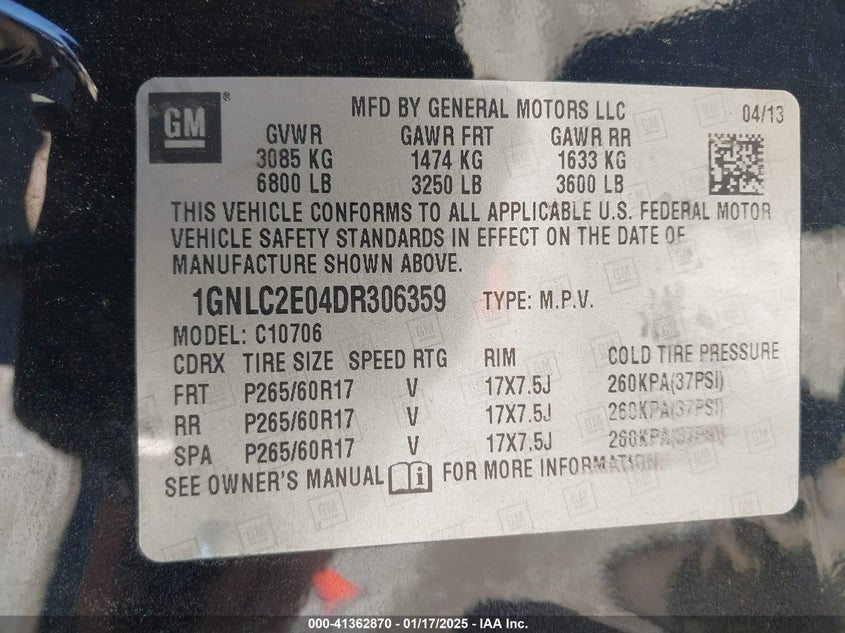 GM ®
MFD BY GENERAL MOTORS LLC 04/13
GVWR GAWR FRT GAWR RR
3085 KG 1474 KG 1633 KG
6800 LB 3250 LB 3600 LB
THIS VEHICLE CONFORMS TO ALL APPLICABLE U.S. FEDERAL MOTOR
VEHICLE SAFETY STANDARDS IN EFFECT ON THE DATE OF
MANUFACTURE SHOWN ABOVE.
1GNLC2E04DR306359 TYPE: M.P.V.
MODEL: C10706
CDRX TIRE SIZE SPEED RTG RIM COLD TIRE PRESSURE
FRT P265/60R17 V 17X7.5J 260KPA(37PSI)
RR P265/60R17 V 17X7.5J 260KPA(37PSI)
SPA P265/60R17 V 17X7.5J 260KPA(37PSI)
SEE OWNER'S MANUAL i FOR MORE INFORMATION.
000-41362870 - 01/17/2025 - IAA Inc.